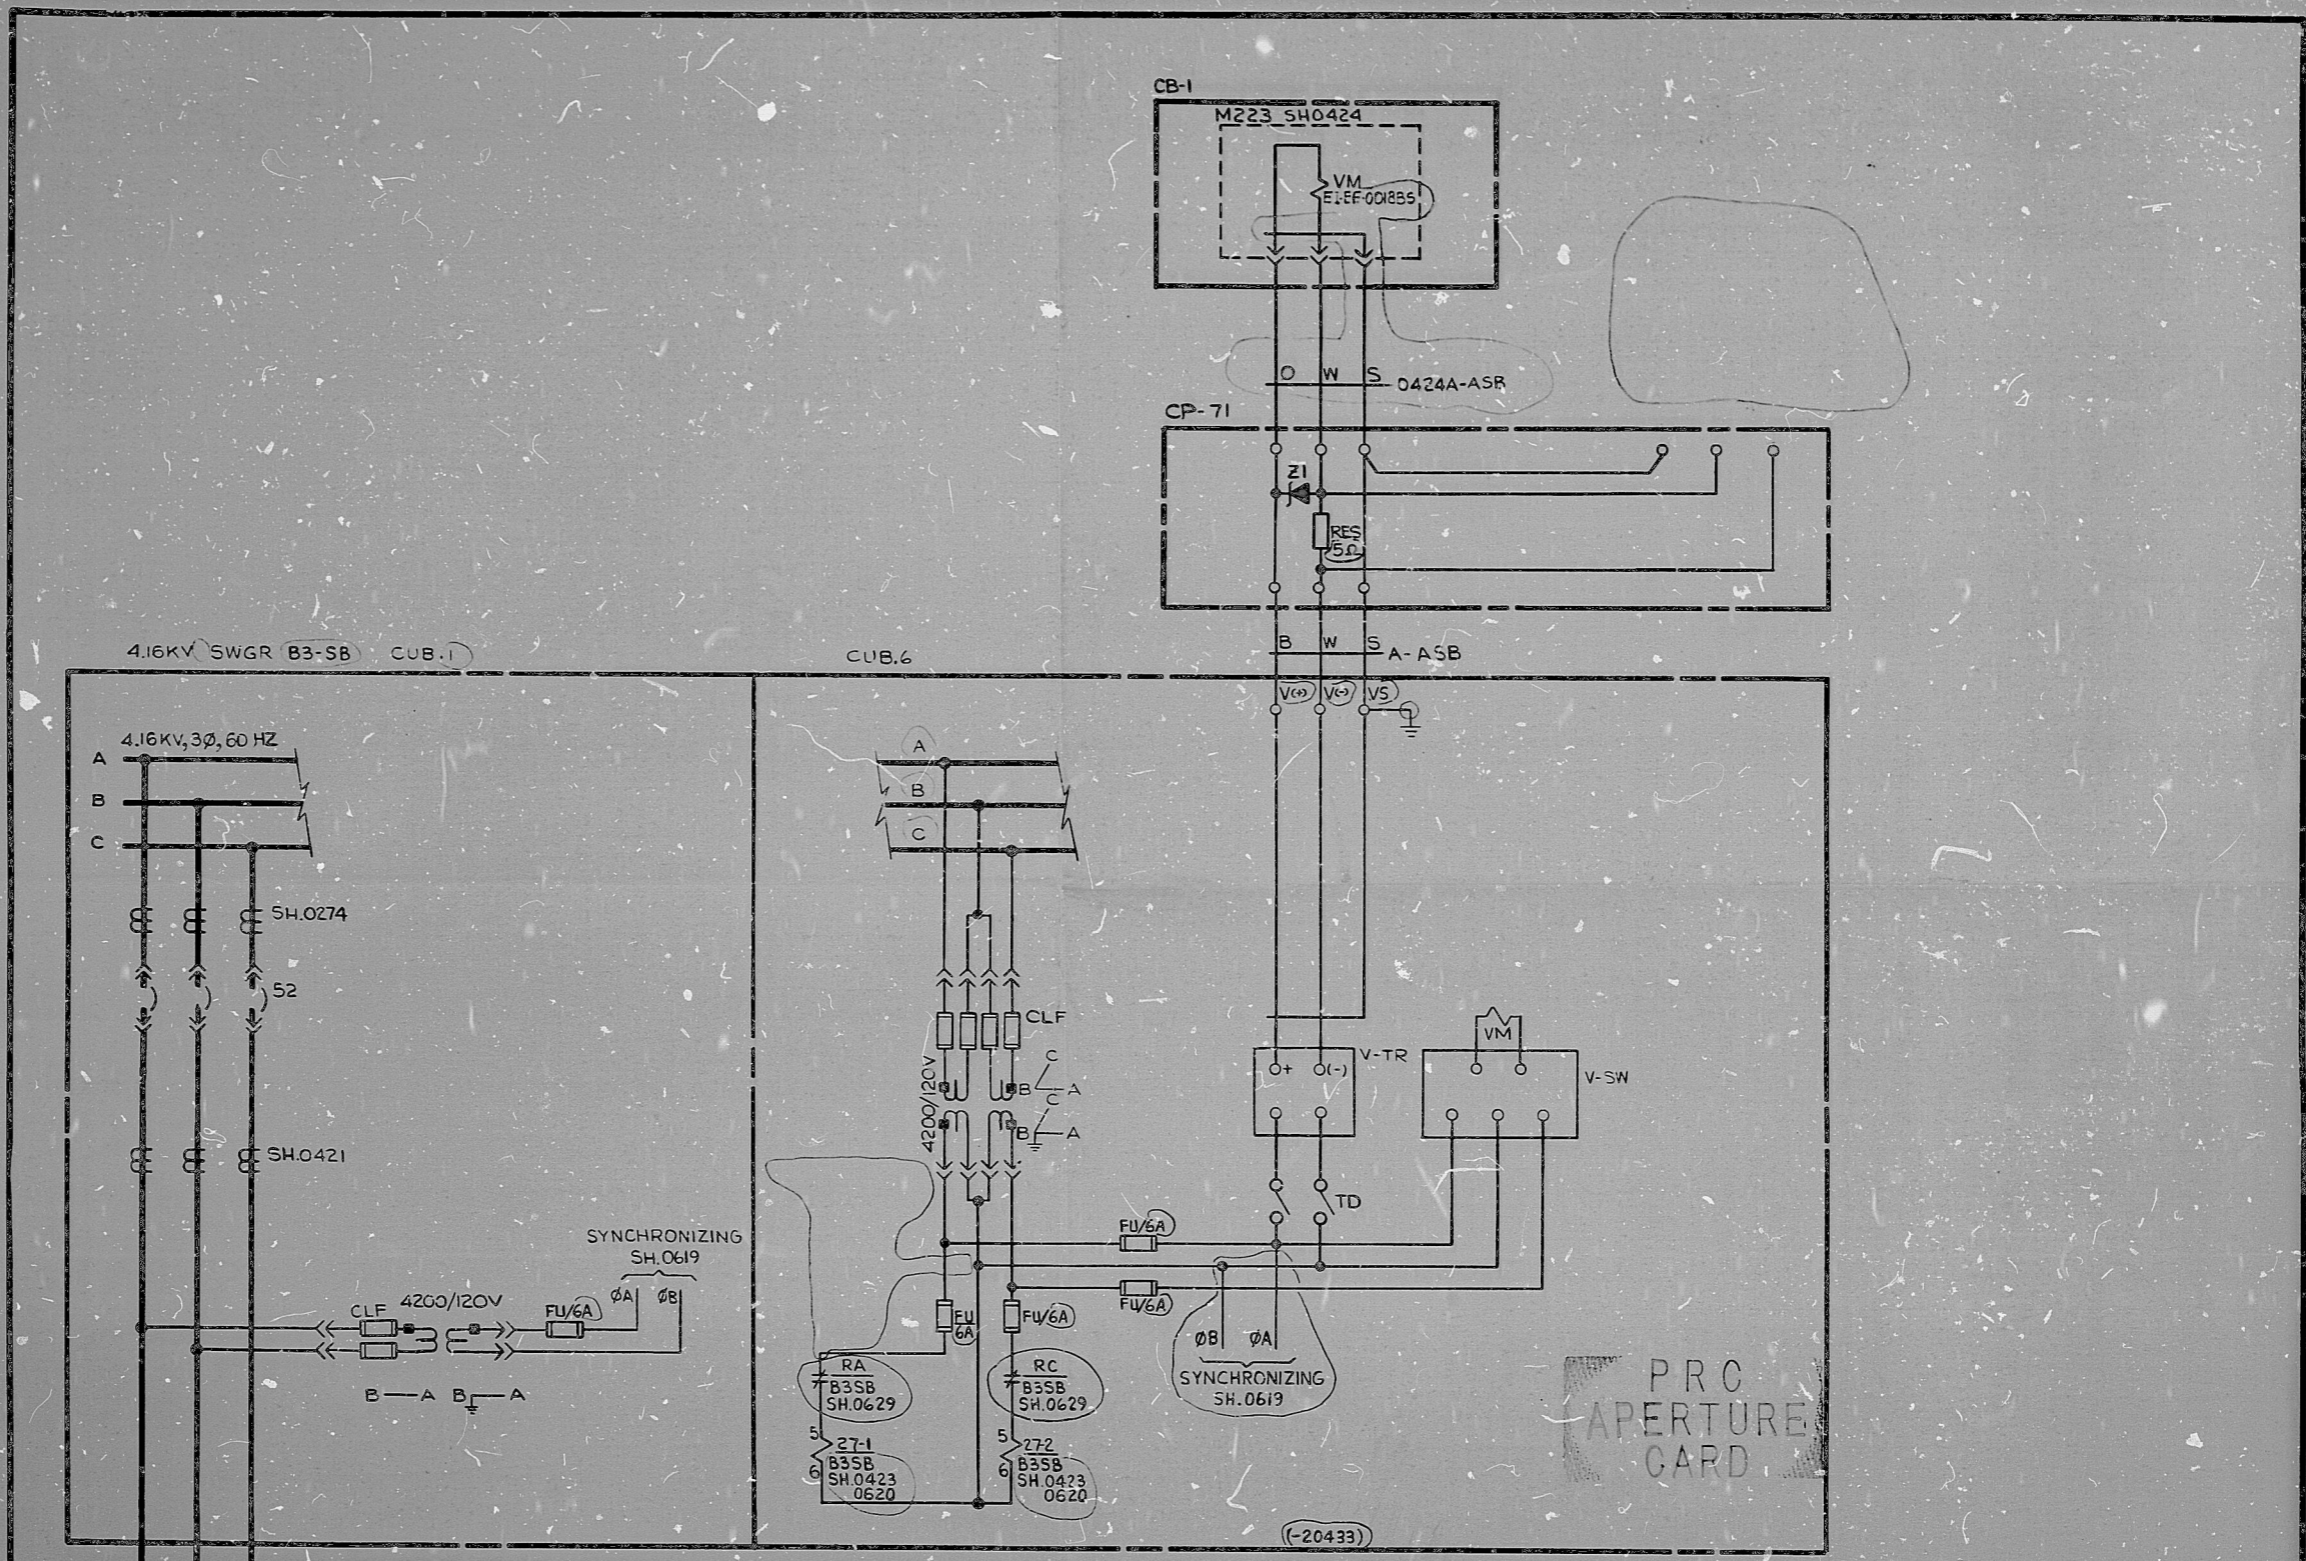 CB-1
M223 SH0424
VM
E1-EF-0018BS
O W S 0424A-ASB
CP-71
Z1
RES
5Ω
B W S A-ASB
4.16KV SWGR B3-SB CUB.1
CUB.6
V(+) V(-) VS
4.16KV, 3Ø, 60 HZ
A
B
C
A
B
C
SH.0274
52
CLF
4200/120V
C
B A
C
B A
VM
V-TR
+ (-)
V-SW
SH.0421
TD
SYNCHRONIZING
SH.0619
ØA ØB
CLF 4200/120V FU/6A
B A B A
FU/6A
FU/6A
FU
6A
FU/6A
ØB ØA
SYNCHRONIZING
SH.0619
RA
B3SB
SH.0629
RC
B3SB
SH.0629
5
6
27-1
B3SB
SH.0423
0620
5
6
27-2
B3SB
SH.0423
0620
PRC
APERTURE
CARD
(-20433)